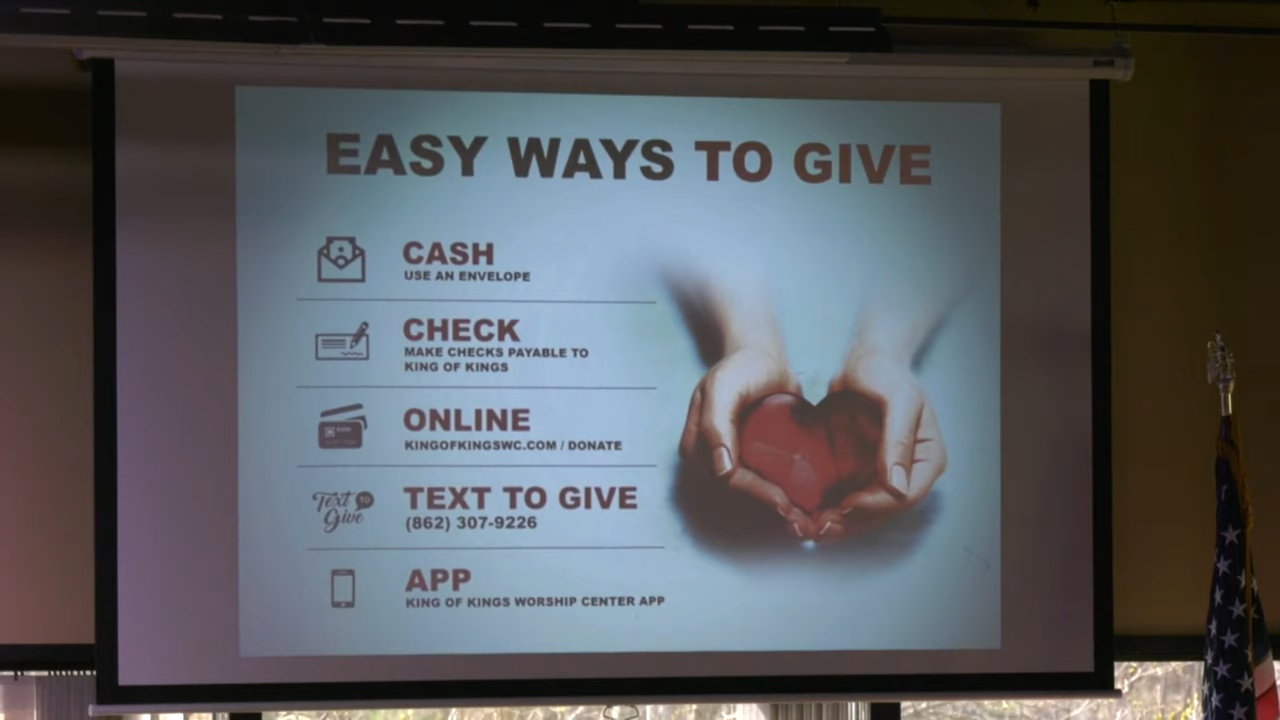 EASY WAYS TO GIVE
CASH
USE AN ENVELOPE
CHECK
MAKE CHECKS PAYABLE TO
KING OF KINGS
ONLINE
KINGOFKINGSWC.COM / DONATE
Text TO
Give
TEXT TO GIVE
(862) 307-9226
APP
KING OF KINGS WORSHIP CENTER APP